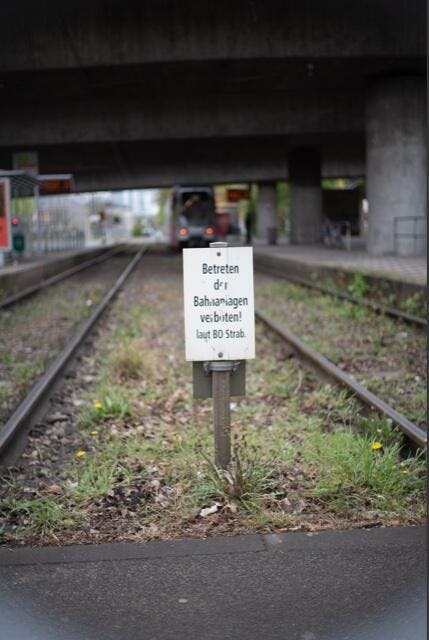 Betreten
der
Bahnanlagen
verboten!
laut BO Strab.